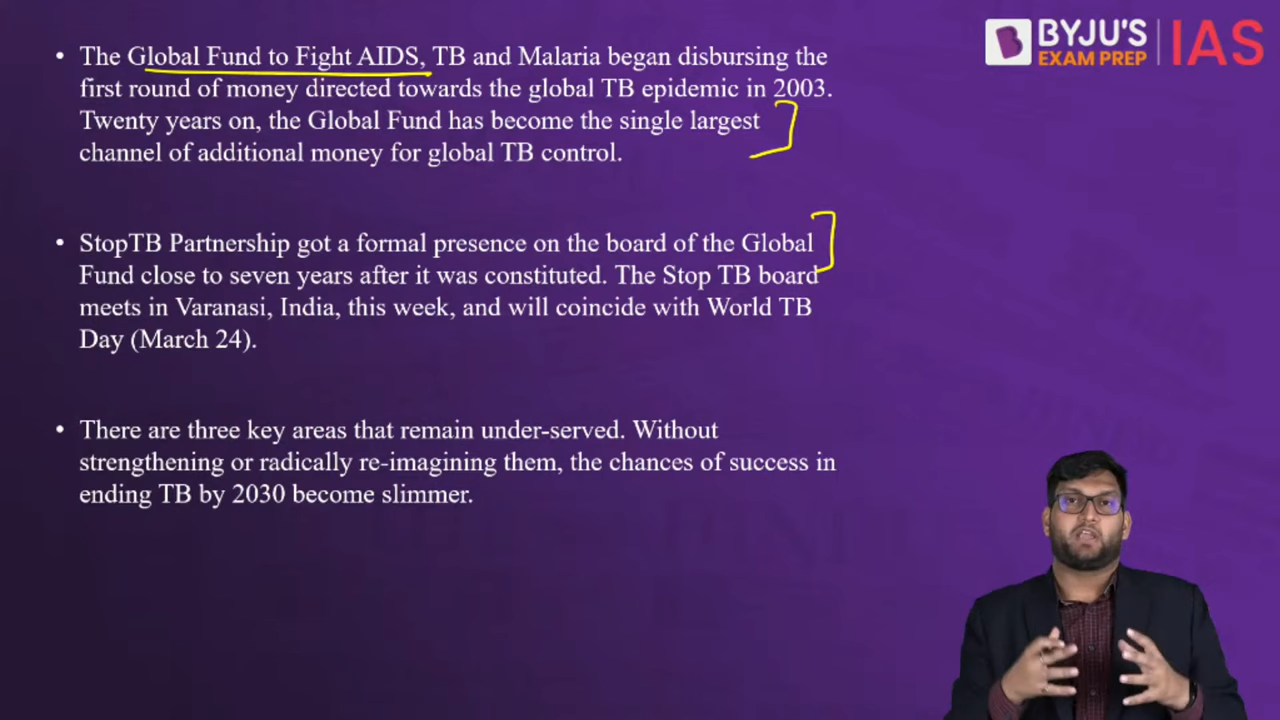 BYJU'S
EXAM PREP
IAS
• The Global Fund to Fight AIDS, TB and Malaria began disbursing the
first round of money directed towards the global TB epidemic in 2003.
Twenty years on, the Global Fund has become the single largest
channel of additional money for global TB control.
• StopTB Partnership got a formal presence on the board of the Global
Fund close to seven years after it was constituted. The Stop TB board
meets in Varanasi, India, this week, and will coincide with World TB
Day (March 24).
• There are three key areas that remain under-served. Without
strengthening or radically re-imagining them, the chances of success in
ending TB by 2030 become slimmer.